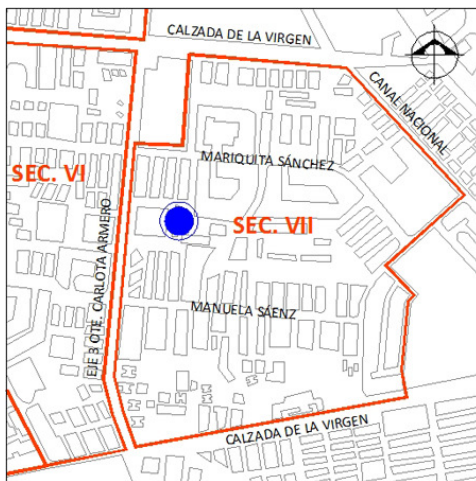 CALZADA DE LA VIRGEN
CANAL NACIONAL
MARIQUITA SÁNCHEZ
SEC. VI
SEC. VII
EJE 3 OTE. CARLOTA ARMERO
MANUELA SÁENZ
CALZADA DE LA VIRGEN